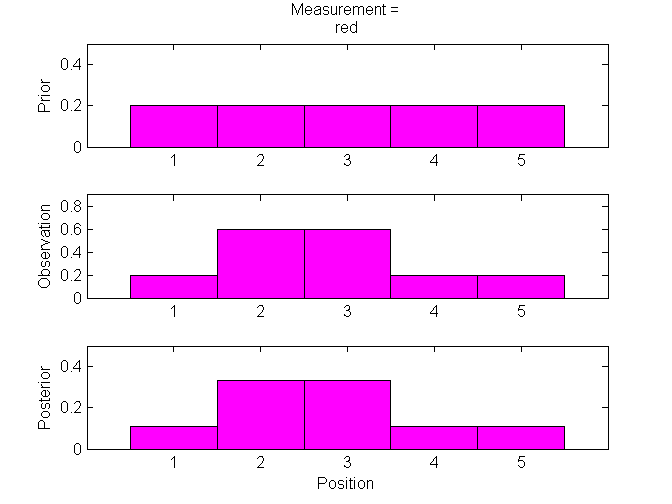 Measurement =
red
0.4
0.2
0
Prior
1 2 3 4 5
0.8
0.6
0.4
0.2
0
Observation
1 2 3 4 5
0.4
0.2
0
Posterior
1 2 3 4 5
Position